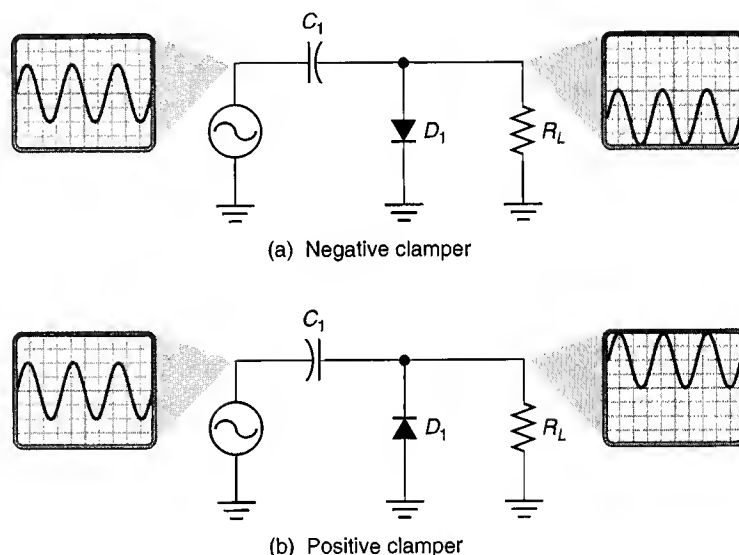 C1
D1
RL
(a) Negative clamper
C1
D1
RL
(b) Positive clamper